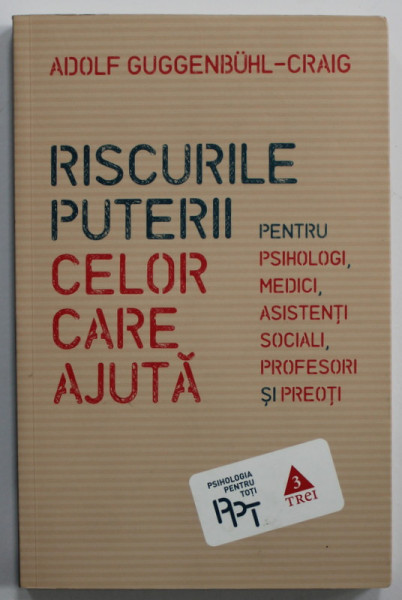 ADOLF GUGGENBÜHL-CRAIG
RISCURILE
PUTERII
CELOR
CARE
AJUTĂ
PENTRU
PSIHOLOGI,
MEDICI,
ASISTENȚI
SOCIALI,
PROFESORI
ȘI PREOȚI
PSIHOLOGIA
PENTRU
TOȚI
PPT
3
TREI